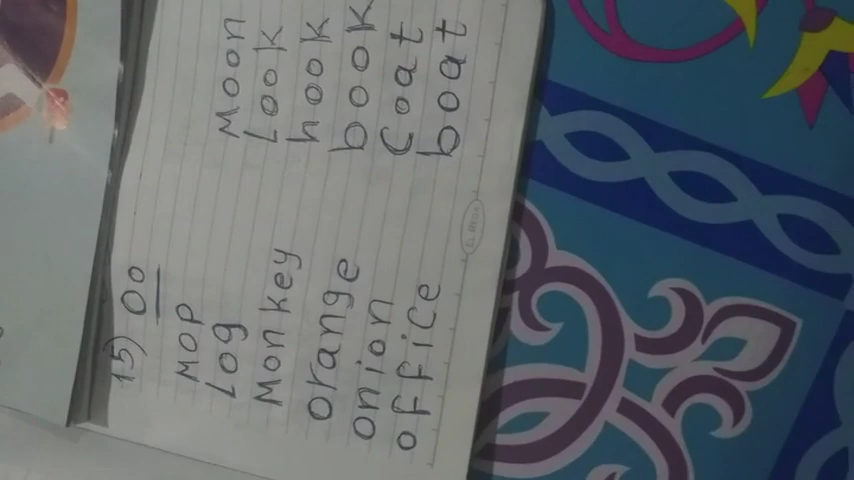 15) Oo
Mop
Log
Monkey Moon
orange Look
onion hook
office book
Coat
boat